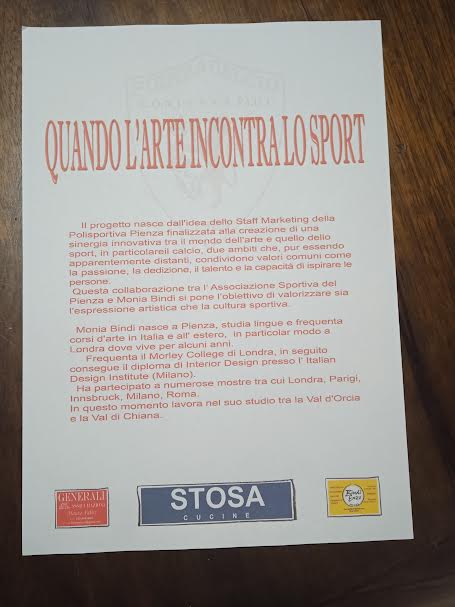 QUANDO L'ARTE INCONTRA LO SPORT
Il progetto nasce dall'idea dello Staff Marketing della
Polisportiva Pienza finalizzata alla creazione di una
sinergia innovativa tra il mondo dell'arte e quello dello
sport, in particolareil calcio, due ambiti che, pur essendo
apparentemente distanti, condividono valori comuni come
la passione, la dedizione, il talento e la capacità di ispirare le
persone.
Questa collaborazione tra l' Associazione Sportiva del
Pienza e Monia Bindi si pone l'obiettivo di valorizzare sia
l'espressione artistica che la cultura sportiva.
Monia Bindi nasce a Pienza, studia lingue e frequenta
corsi d'arte in Italia e all' estero, in particolar modo a
Londra dove vive per alcuni anni.
Frequenta il Morley College di Londra, in seguito
consegue il diploma di Interior Design presso l' Italian
Design Institute (Milano).
Ha partecipato a numerose mostre tra cui Londra, Parigi,
Innsbruck, Milano, Roma.
In questo momento lavora nel suo studio tra la Val d'Orcia
e la Val di Chiana.
GENERALI
STOSA
CUCINE